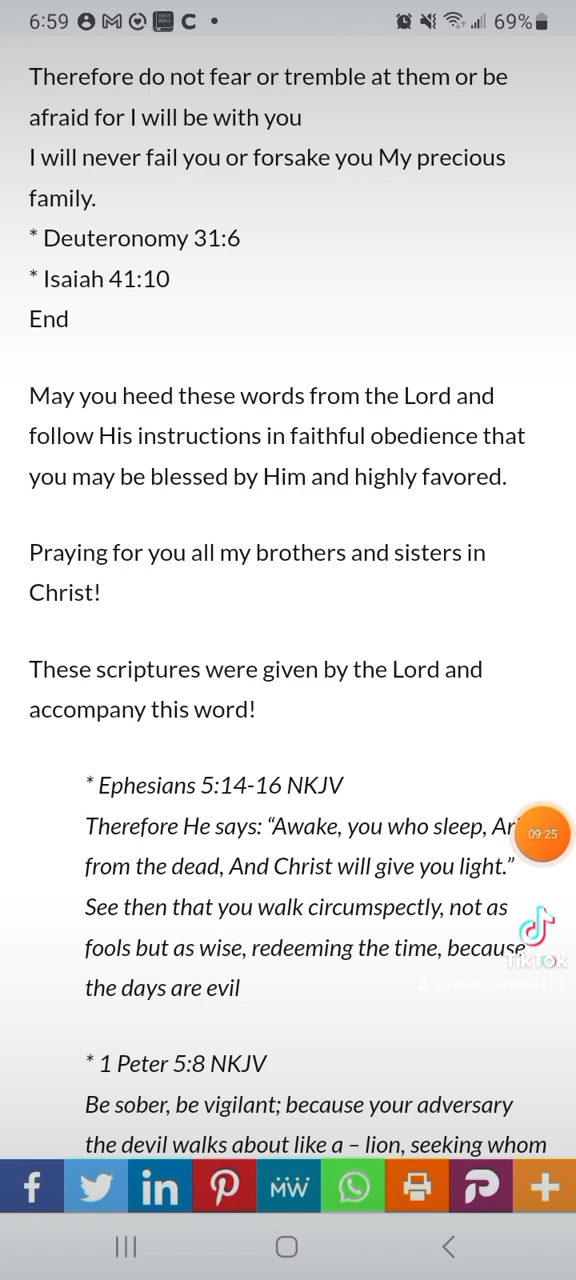 6:59
69%
Therefore do not fear or tremble at them or be
afraid for I will be with you
I will never fail you or forsake you My precious
family.
* Deuteronomy 31:6
* Isaiah 41:10
End
May you heed these words from the Lord and
follow His instructions in faithful obedience that
you may be blessed by Him and highly favored.
Praying for you all my brothers and sisters in
Christ!
These scriptures were given by the Lord and
accompany this word!
* Ephesians 5:14-16 NKJV
Therefore He says: “Awake, you who sleep,
09:25
from the dead, And Christ will give you light.”
See then that you walk circumspectly, not as
fools but as wise, redeeming the time, because
TikTok
the days are evil
* 1 Peter 5:8 NKJV
Be sober, be vigilant; because your adversary
the devil walks about like a – lion, seeking whom
f
in
MW